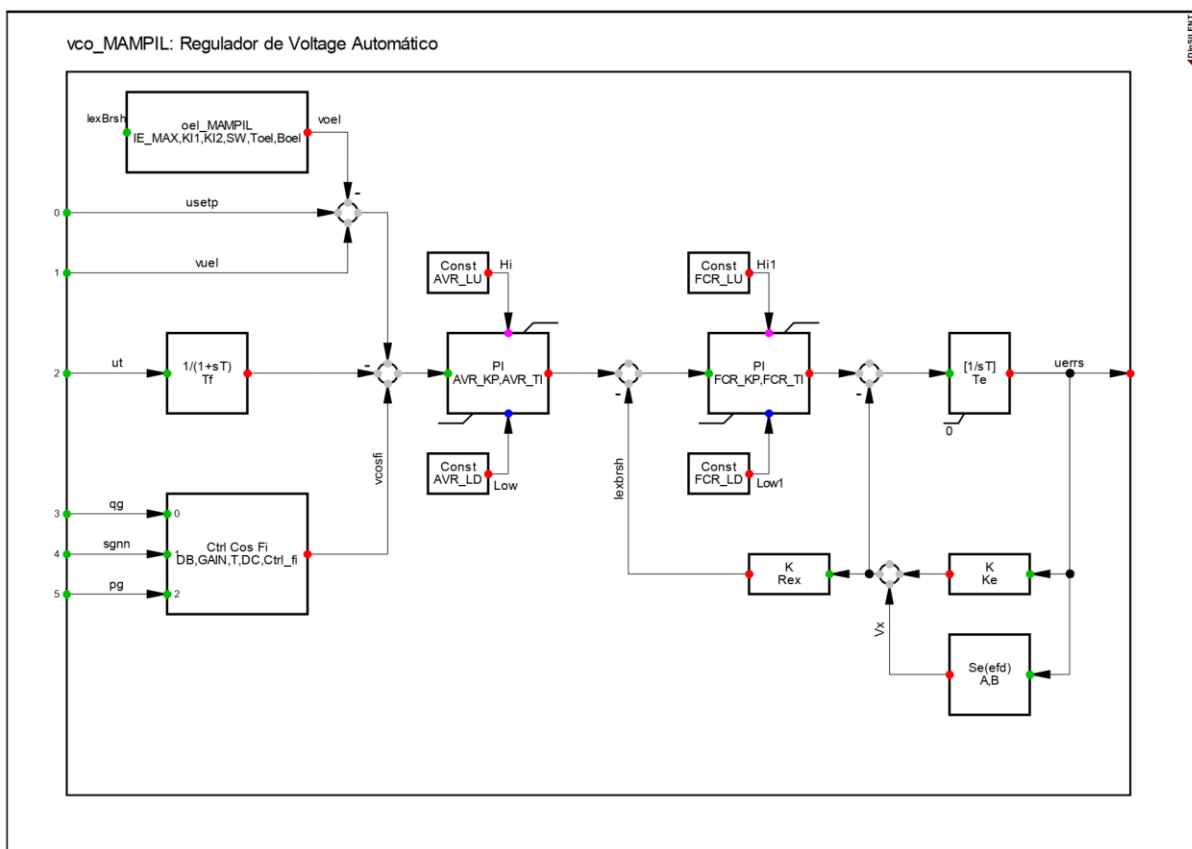 vco_MAMPIL: Regulador de Voltage Automático
DIgSILENT
IexBrsh
oel_MAMPIL
IE_MAX,KI1,KI2,SW,Toel,Boel
voel
-
0
usetp
1
vuel
Const
AVR_LU
Hi
Const
FCR_LU
Hi1
2
ut
1/(1+sT)
Tf
-
PI
AVR_KP,AVR_TI
-
PI
FCR_KP,FCR_TI
-
[1/sT]
Te
0
uerrs
Const
AVR_LD
Low
Const
FCR_LD
Low1
vcosfi
Iexbrsh
3
qg
0
4
sgnn
1
5
pg
2
Ctrl Cos Fi
DB,GAIN,T,DC,Ctrl_fi
K
Rex
K
Ke
Vx
Se(efd)
A,B